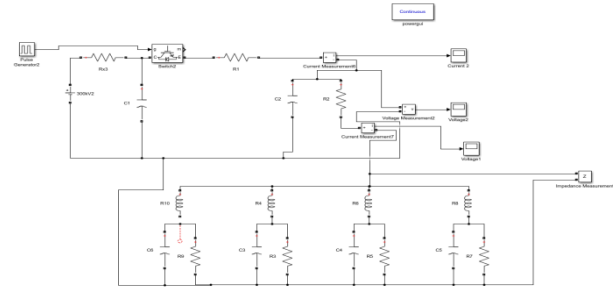 Continuous
powergui
Pulse
Generator2
Switch2
Rs3
R1
Current Measurement6
Current 2
300kV2
C1
C2
R2
Voltage Measurement2
Voltage2
Current Measurement7
Voltage1
Z
Impedance Measurement
R10
R4
R6
R8
C6
R9
C3
R3
C4
R5
C5
R7